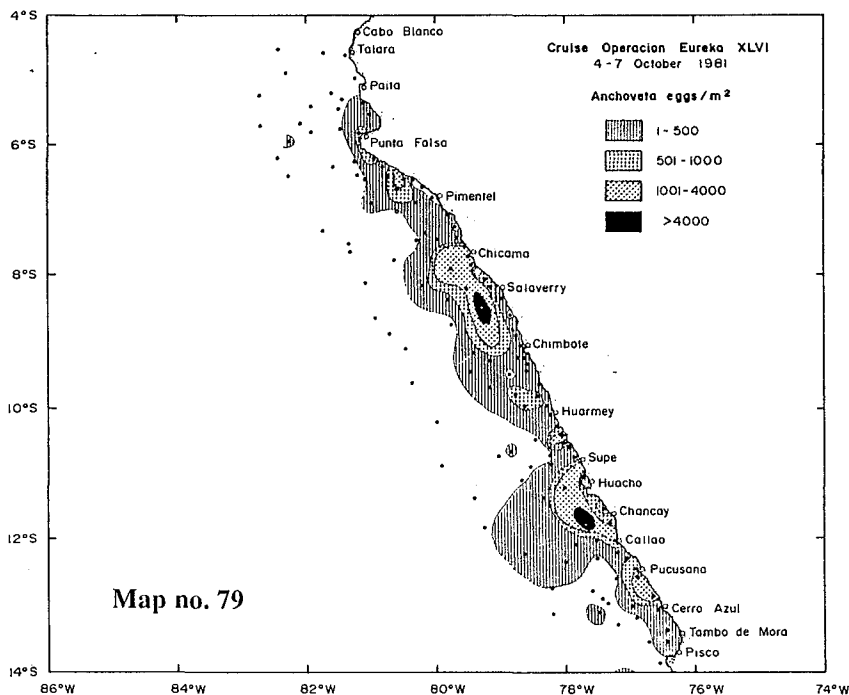 4°S
Cabo Blanco
Talara
Paita
Cruise Operacion Eureka XLVI
4-7 October 1981
Anchoveta eggs/m²
1-500
501-1000
1001-4000
>4000
6°S
Punta Falsa
Pimentel
Chicama
8°S
Salaverry
Chimbote
10°S
Huarmey
Supe
Huacho
Chancay
12°S
Callao
Pucusana
Map no. 79
Cerro Azul
Tambo de Mora
Pisco
14°S
86°W
84°W
82°W
80°W
78°W
76°W
74°W